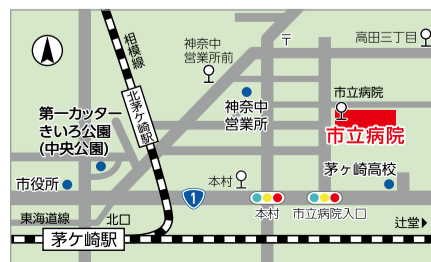 高田三丁目
〒
神奈中
営業所前
相模線
市立病院
北茅ケ崎駅
神奈中
営業所
市立病院
第一カッター
きいろ公園
(中央公園)
茅ヶ崎高校
市役所
本村
1
本村
市立病院入口
東海道線
北口
辻堂
茅ケ崎駅